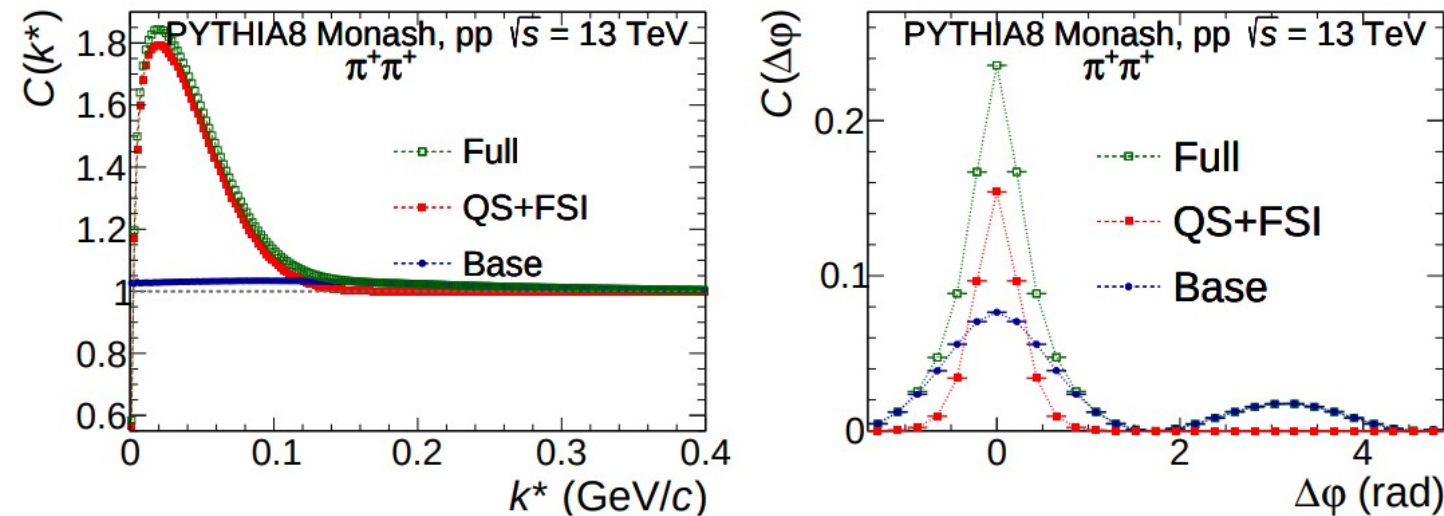 PYTHIA8 Monash, pp √s = 13 TeV
π⁺π⁺
C(k*)
1.8
1.6
1.4
1.2
1
0.8
0.6
Full
QS+FSI
Base
0
0.1
0.2
0.3
0.4
k* (GeV/c)
PYTHIA8 Monash, pp √s = 13 TeV
π⁺π⁺
C(Δφ)
0.2
0.1
0
Full
QS+FSI
Base
0
2
4
Δφ (rad)